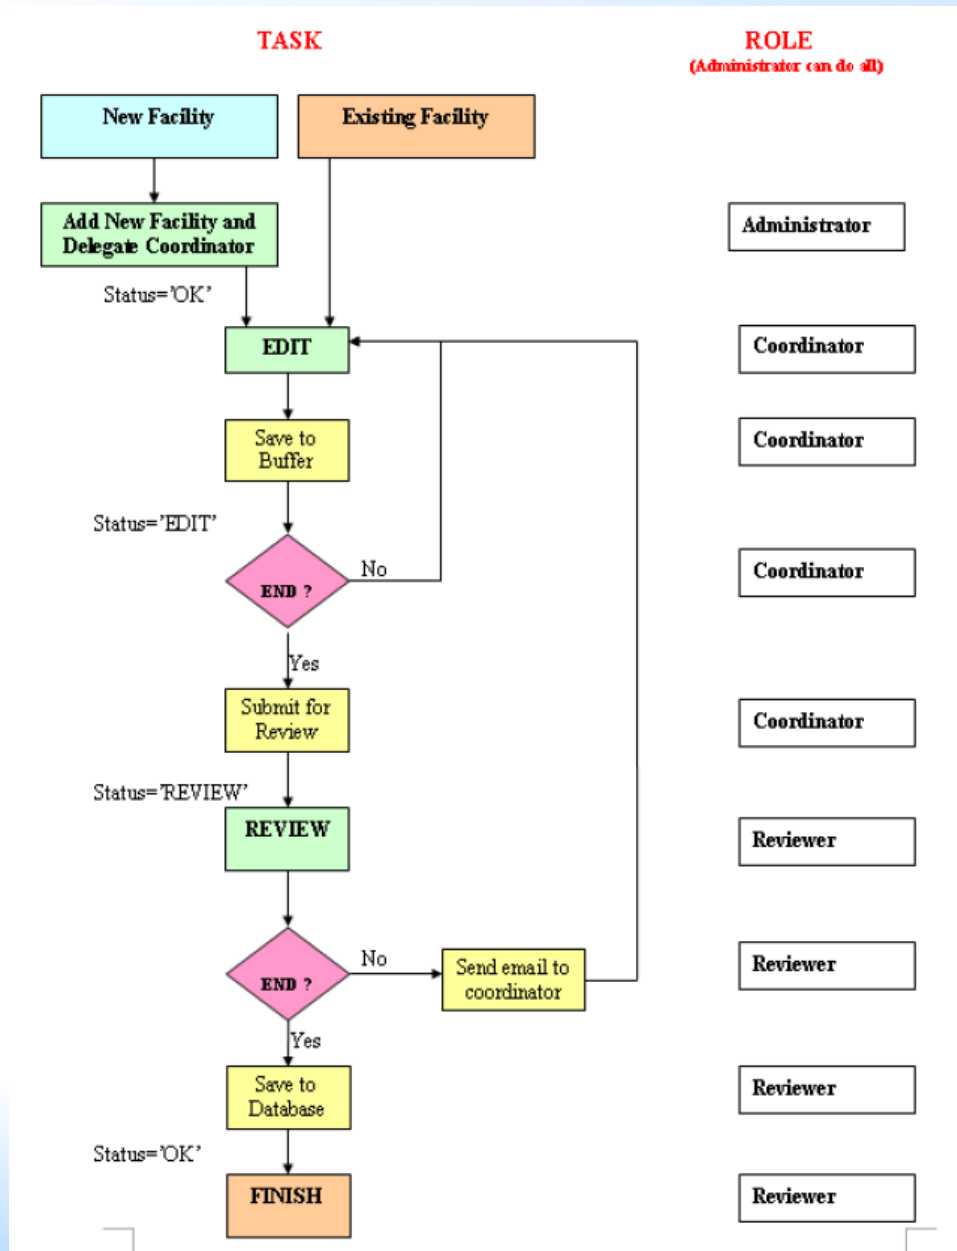 TASK
ROLE
(Administrator can do all)
New Facility
Existing Facility
Add New Facility and
Delegate Coordinator
Administrator
Status='OK'
EDIT
Coordinator
Save to
Buffer
Coordinator
Status='EDIT'
No
END ?
Coordinator
Yes
Submit for
Review
Coordinator
Status='REVIEW'
REVIEW
Reviewer
No
END ?
Send email to
coordinator
Reviewer
Yes
Save to
Database
Reviewer
Status='OK'
FINISH
Reviewer